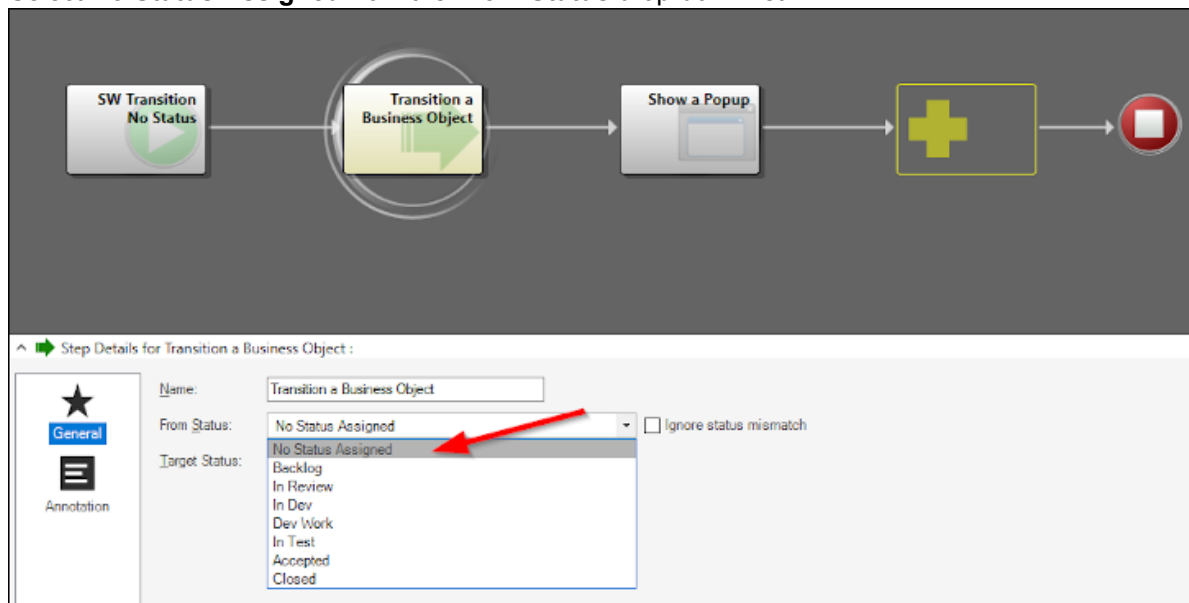 SW Transition
No Status
Transition a
Business Object
Show a Popup
Step Details for Transition a Business Object :
General
Annotation
Name: Transition a Business Object
From Status: No Status Assigned Ignore status mismatch
Target Status:
No Status Assigned
Backlog
In Review
In Dev
Dev Work
In Test
Accepted
Closed